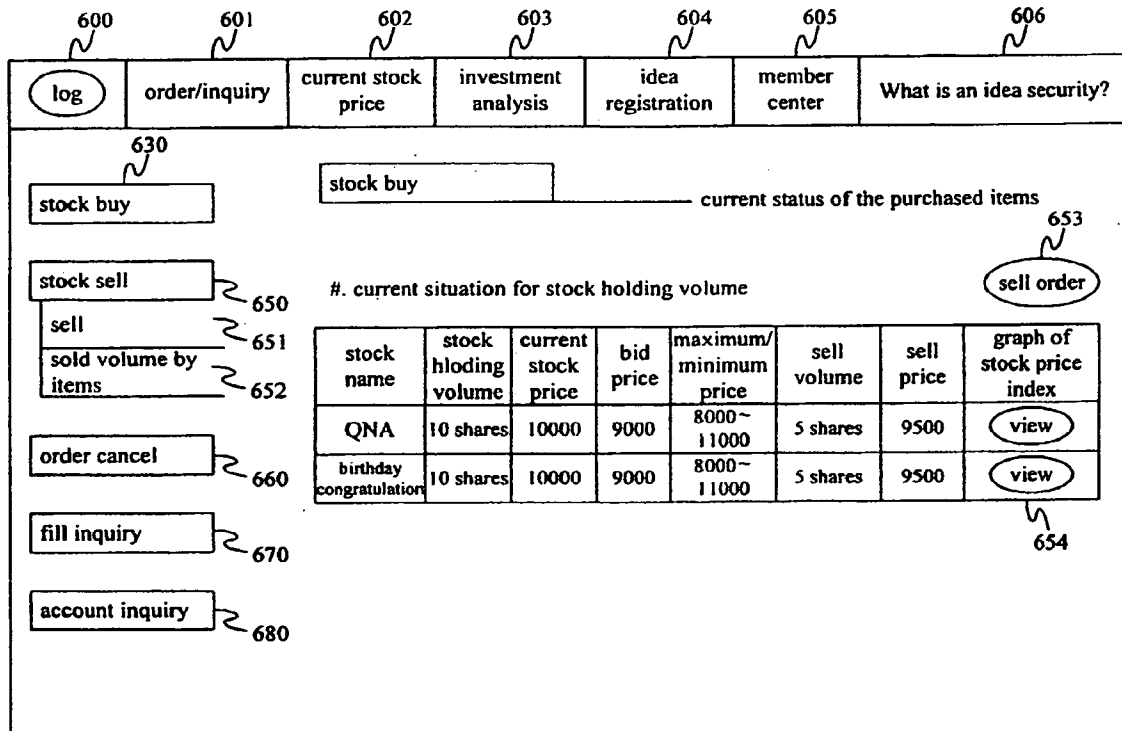 600 601 602 603 604 605 606
log order/inquiry current stock price investment analysis idea registration member center What is an idea security?
630
stock buy
stock buy
current status of the purchased items
653
stock sell
650
#. current situation for stock holding volume
sell order
sell
651
sold volume by
items
652
stock name stock hloding volume current stock price bid price maximum/ minimum price sell volume sell price graph of stock price index
QNA 10 shares 10000 9000 8000~ 11000 5 shares 9500 view
birthday congratulation 10 shares 10000 9000 8000~ 11000 5 shares 9500 view
654
order cancel
660
fill inquiry
670
account inquiry
680